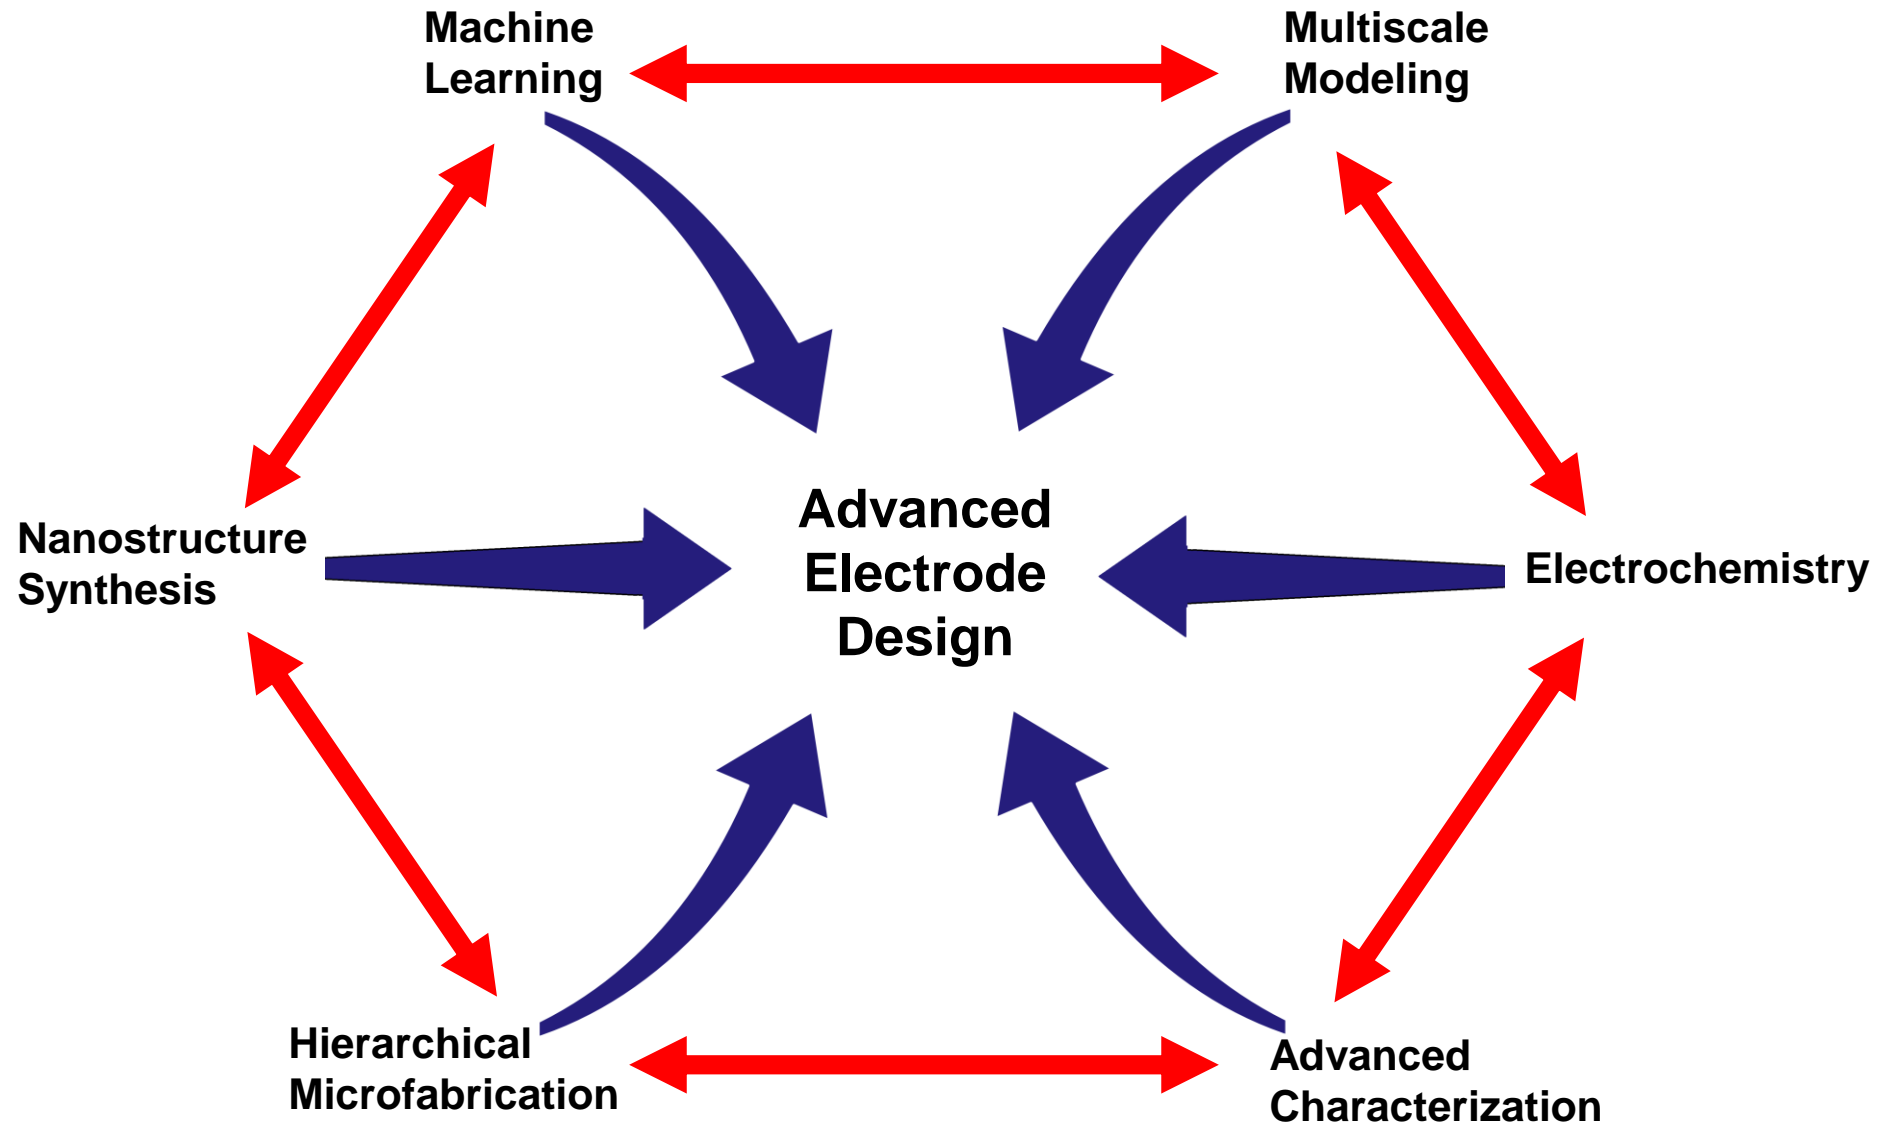 Machine
Learning
Multiscale
Modeling
Nanostructure
Synthesis
Advanced
Electrode
Design
Electrochemistry
Hierarchical
Microfabrication
Advanced
Characterization